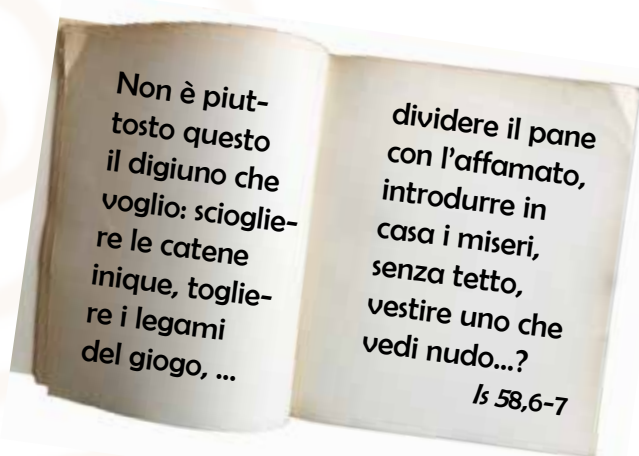 Non è piut-
tosto questo
il digiuno che
voglio: scioglie-
re le catene
inique, toglie-
re i legami
del giogo, ...
dividere il pane
con l'affamato,
introdurre in
casa i miseri,
senza tetto,
vestire uno che
vedi nudo...?
Is 58,6-7